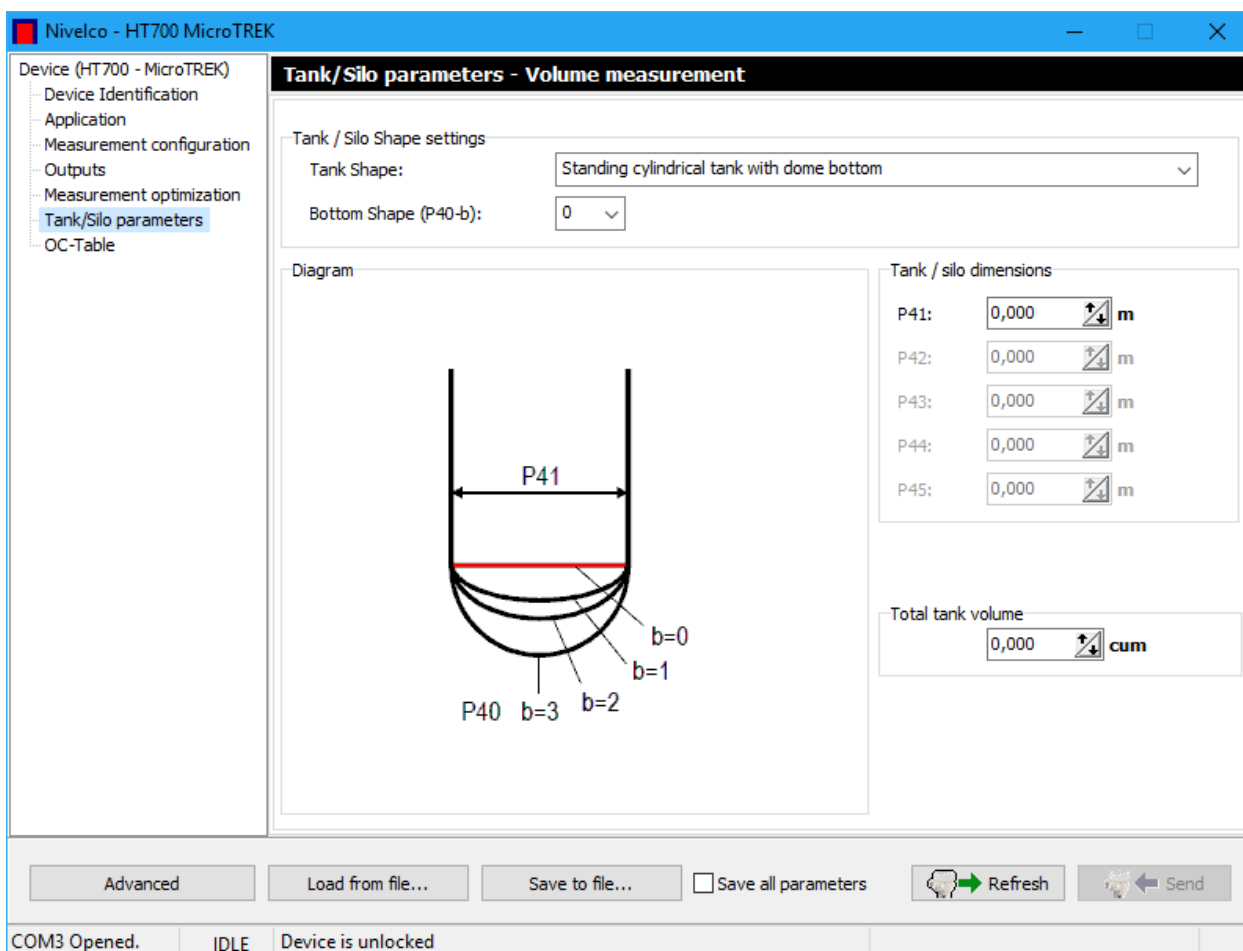 Nivelco - HT700 MicroTREK
Device (HT700 - MicroTREK)
Device Identification
Application
Measurement configuration
Outputs
Measurement optimization
Tank/Silo parameters
OC-Table
Tank/Silo parameters - Volume measurement
Tank / Silo Shape settings
Tank Shape:
Standing cylindrical tank with dome bottom
Bottom Shape (P40-b):
0
Diagram
P41
b=0
b=1
b=2
P40 b=3
Tank / silo dimensions
P41: 0,000 m
P42: 0,000 m
P43: 0,000 m
P44: 0,000 m
P45: 0,000 m
Total tank volume
0,000 cum
Advanced
Load from file...
Save to file...
Save all parameters
Refresh
Send
COM3 Opened.
IDLE
Device is unlocked